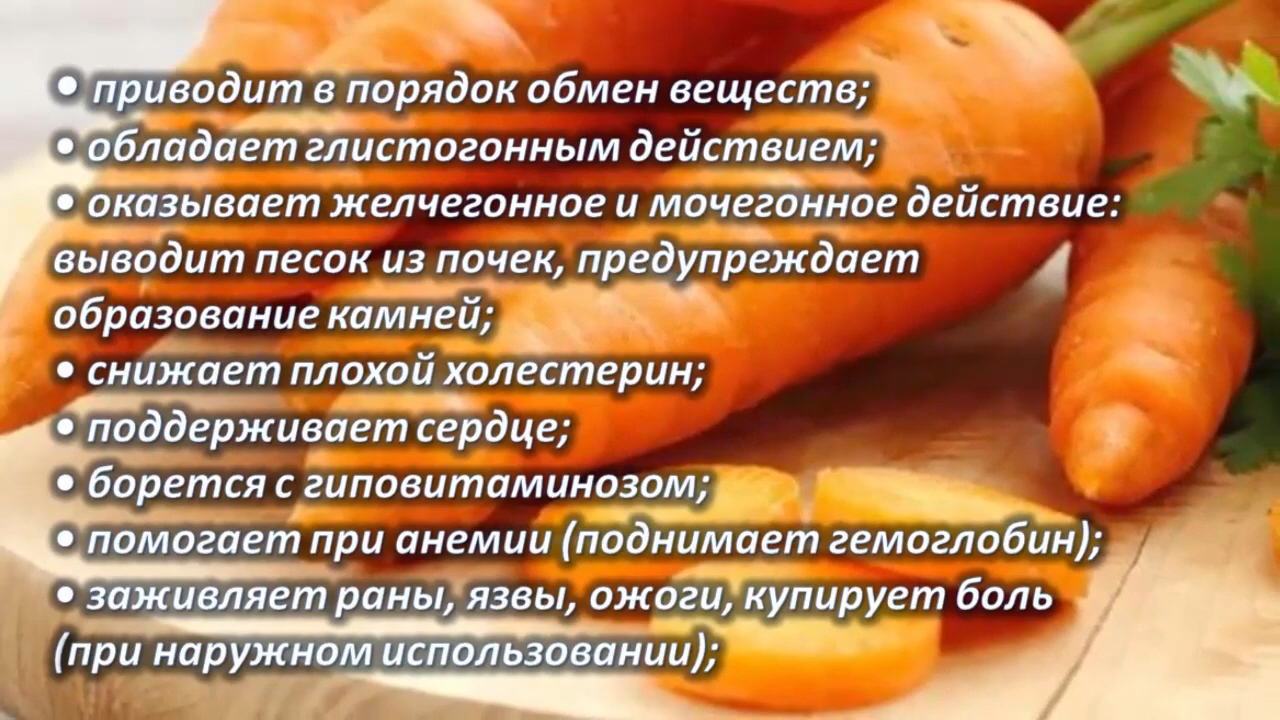 • приводит в порядок обмен веществ;
• обладает глистогонным действием;
• оказывает желчегонное и мочегонное действие:
выводит песок из почек, предупреждает
образование камней;
• снижает плохой холестерин;
• поддерживает сердце;
• борется с гиповитаминозом;
• помогает при анемии (поднимает гемоглобин);
• заживляет раны, язвы, ожоги, купирует боль
(при наружном использовании);